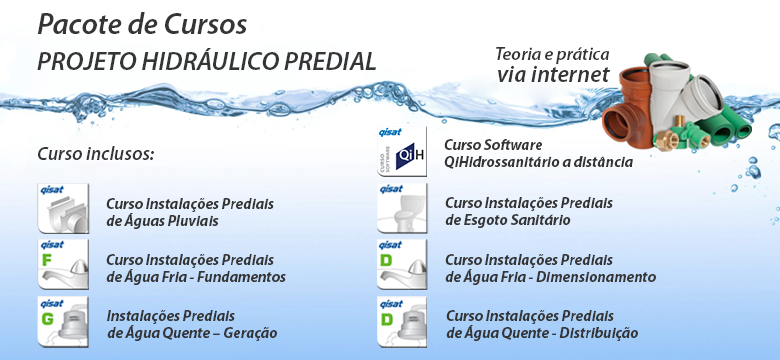 Pacote de Cursos
PROJETO HIDRÁULICO PREDIAL
Teoria e prática
via internet
Curso inclusos:
qisat
CURSO
SOFTWARE
QiH
Curso Software
QiHidrossanitário a distância
qisat
Curso Instalações Prediais
de Águas Pluviais
qisat
Curso Instalações Prediais
de Esgoto Sanitário
qisat
F
Curso Instalações Prediais
de Água Fria - Fundamentos
qisat
D
Curso Instalações Prediais
de Água Fria - Dimensionamento
qisat
G
Instalações Prediais
de Água Quente – Geração
qisat
D
Curso Instalações Prediais
de Água Quente - Distribuição